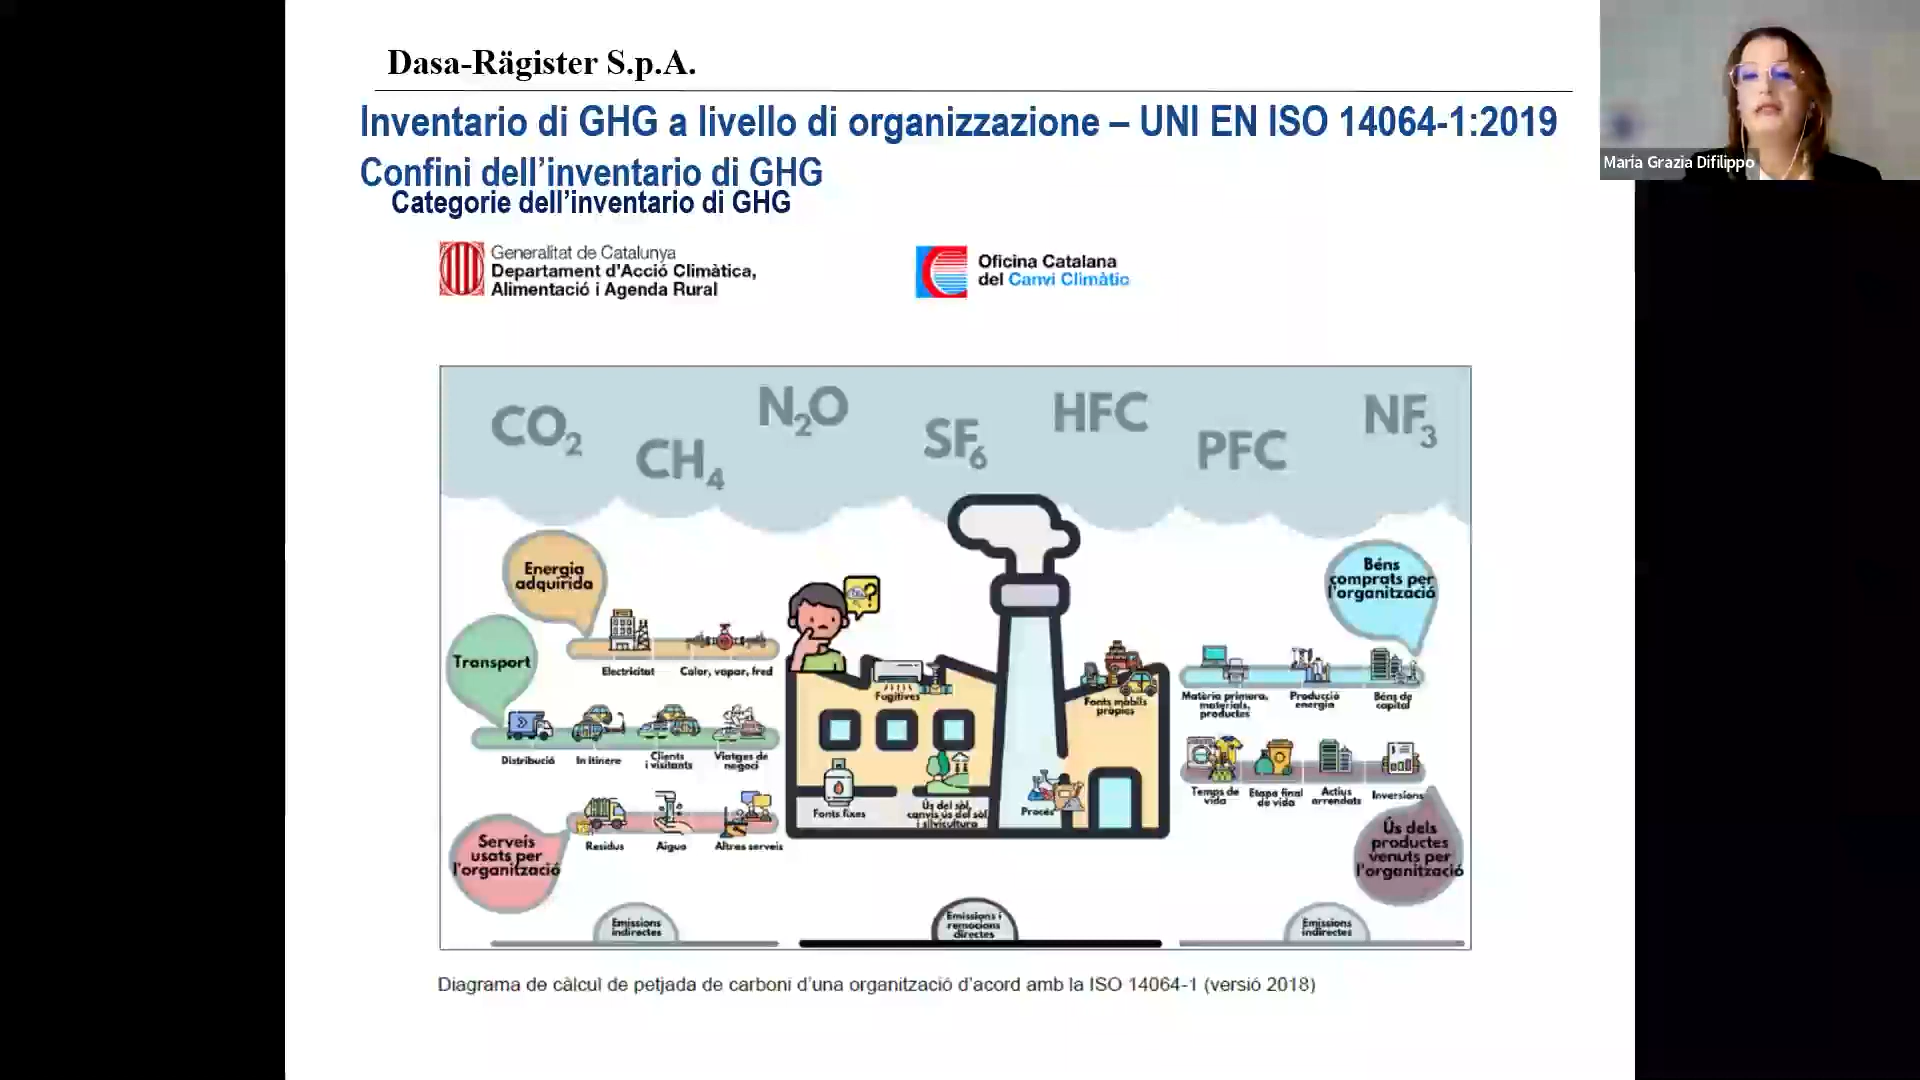 Dasa-Rägister S.p.A.
Inventario di GHG a livello di organizzazione – UNI EN ISO 14064-1:2019
Confini dell'inventario di GHG
Categorie dell'inventario di GHG
Maria Grazia Difilippo
Generalitat de Catalunya
Departament d'Acció Climàtica,
Alimentació i Agenda Rural
Oficina Catalana
del Canvi Climàtic
CO2
CH4
N2O
SF6
HFC
PFC
NF3
Energia
adquirida
Electricitat
Calor, vapor, fred
Transport
Distribució
In itinere
Clients
i visitants
Viatges de
negoci
Serveis
usats per
l'organització
Residus
Aigua
Altres serveis
Fugitives
Fonts mòbils
pròpies
Fonts fixes
Ús del sòl,
canvis ús del sòl
i silvicultura
Procés
Béns
comprats per
l'organització
Matèria primera,
materials,
productes
Producció
energia
Béns de
capital
Temps de
vida
Etapa final
de vida
Actius
arrendats
Inversions
Ús dels
productes
venuts per
l'organització
Emissions
indirectes
Emissions i
remocions
directes
Emissions
indirectes
Diagrama de càlcul de petjada de carboni d'una organització d'acord amb la ISO 14064-1 (versió 2018)